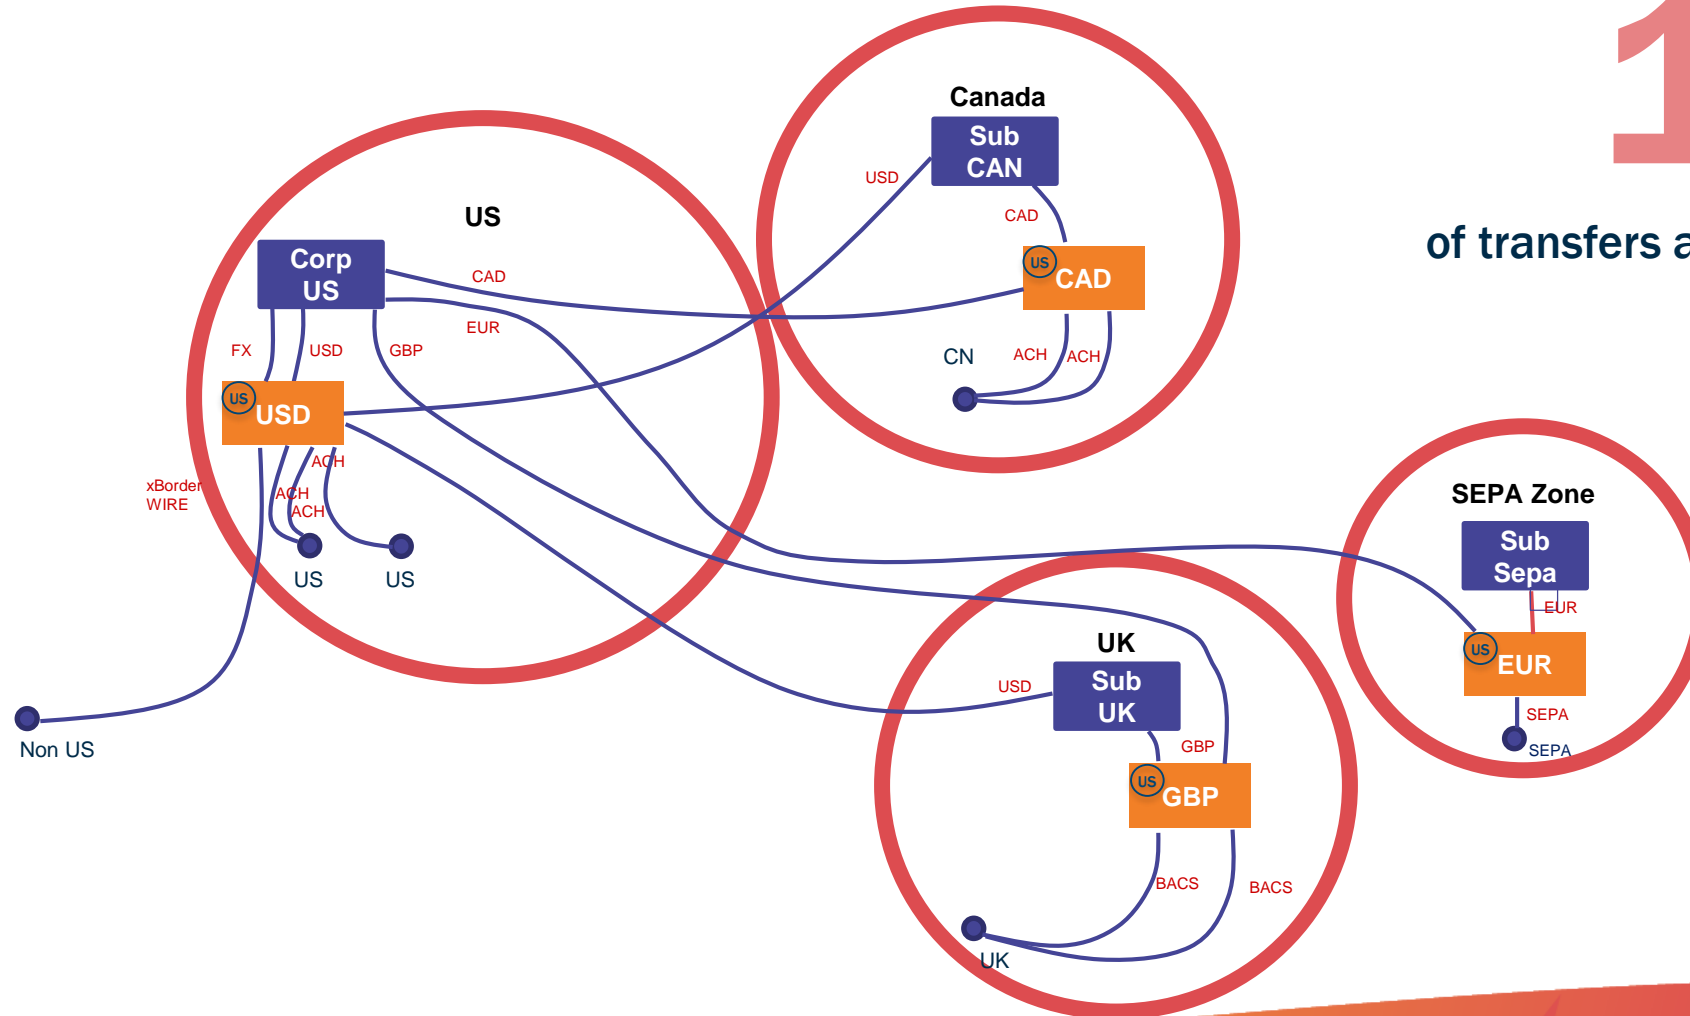 1
of transfers a
Canada
Sub
CAN
USD
CAD
US
CAD
CN
ACH
ACH
US
Corp
US
CAD
EUR
FX
USD
GBP
US
USD
xBorder
WIRE
ACH
ACH
ACH
US
US
Non US
SEPA Zone
Sub
Sepa
EUR
US
EUR
SEPA
SEPA
UK
Sub
UK
USD
GBP
US
GBP
BACS
BACS
UK